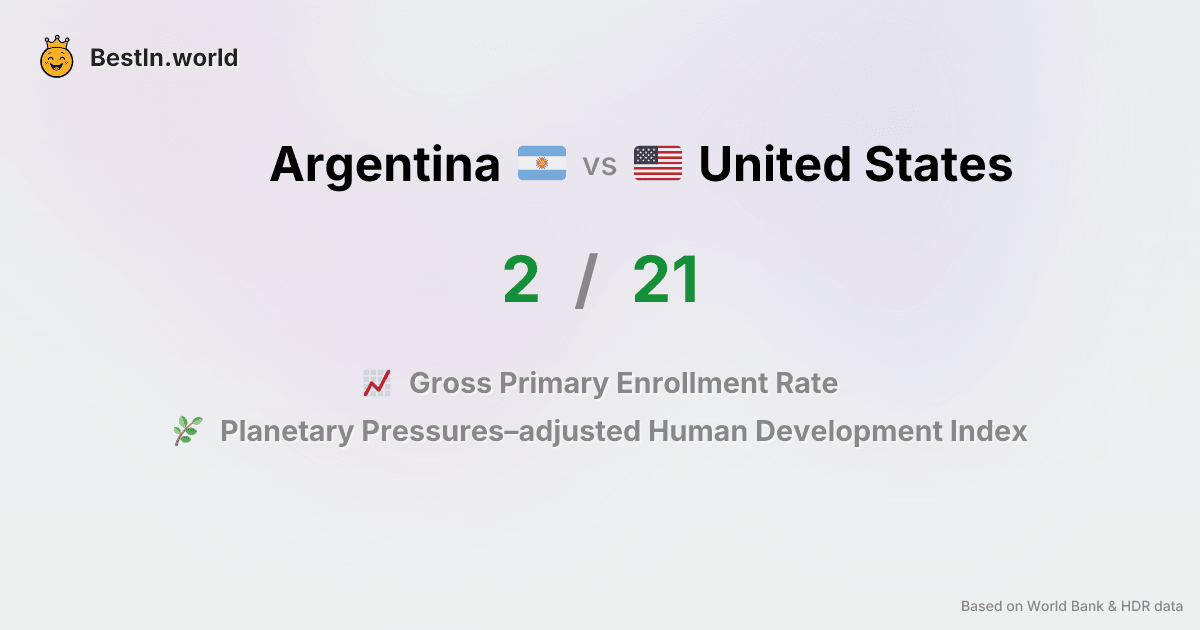 BestIn.world
Argentina vs United States
2 / 21
Gross Primary Enrollment Rate
Planetary Pressures–adjusted Human Development Index
Based on World Bank & HDR data